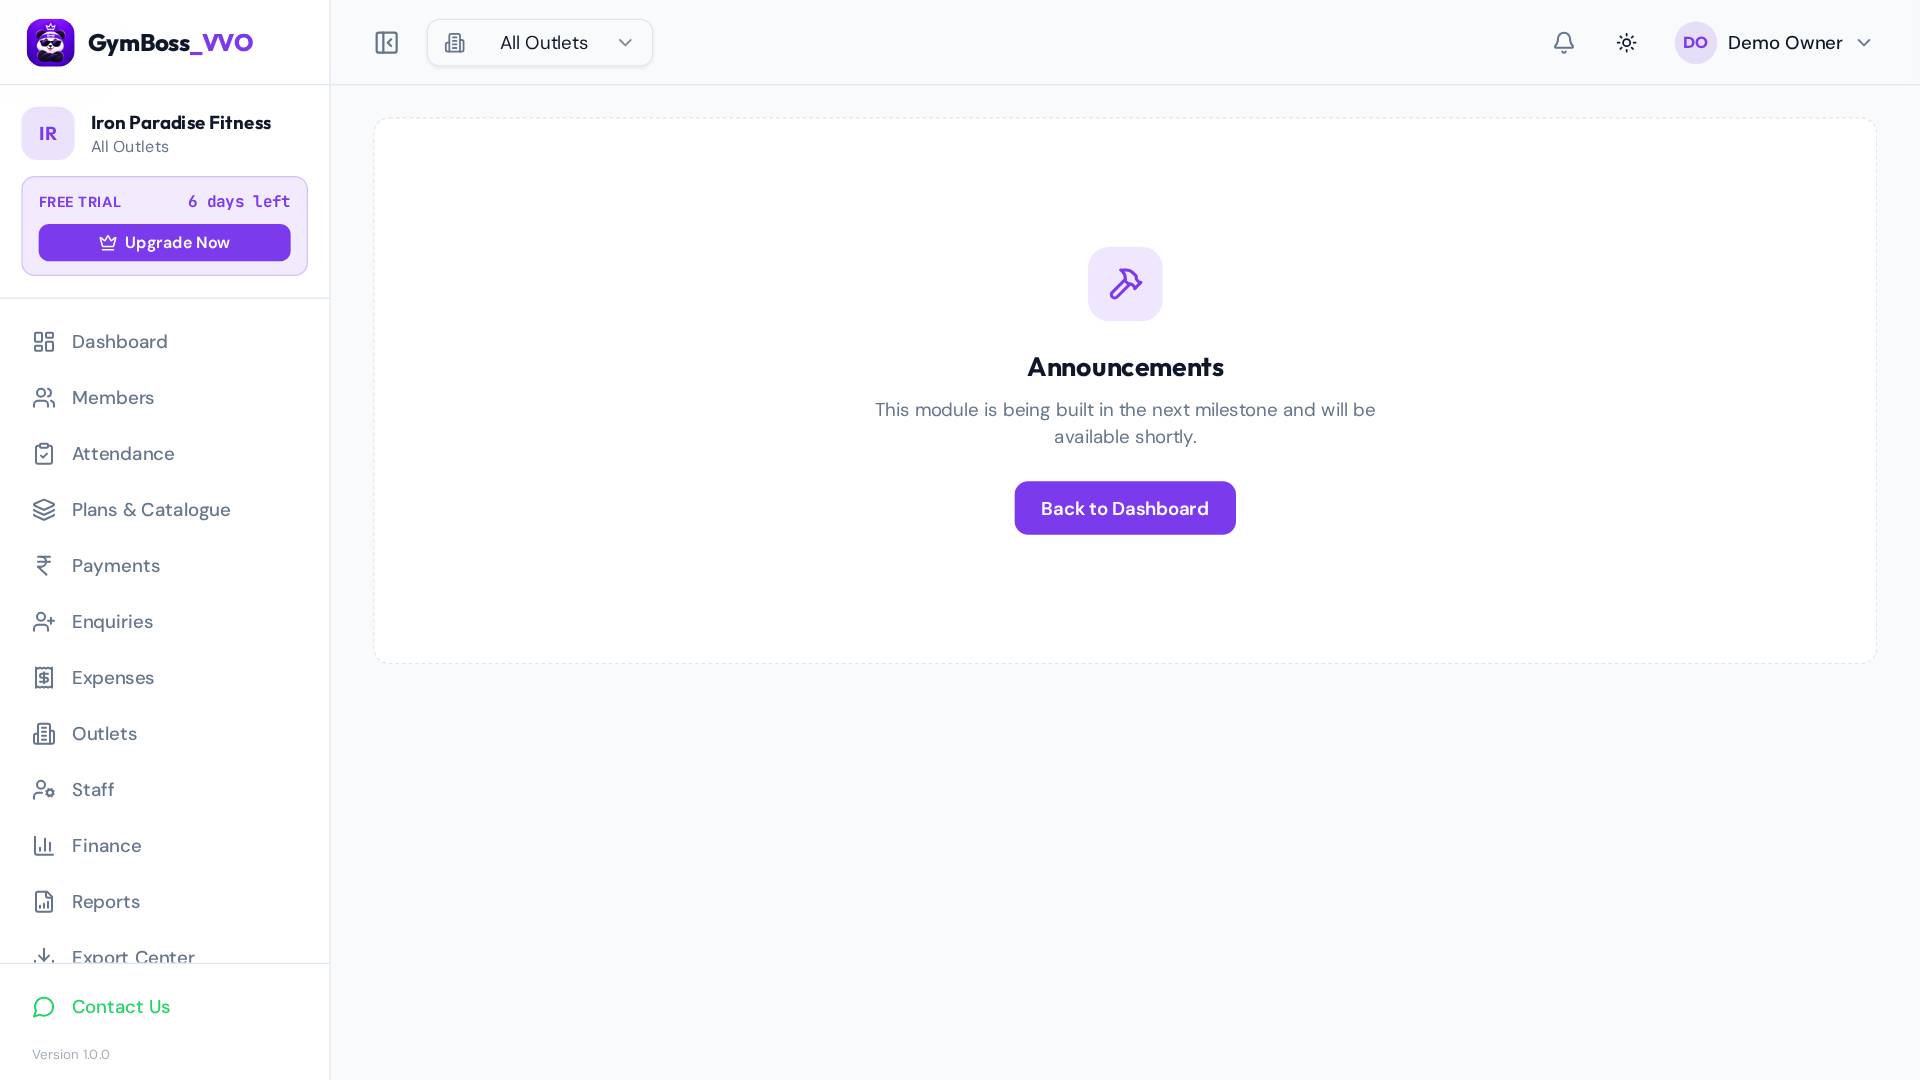 GymBoss_VVO
All Outlets
DO
Demo Owner
IR
Iron Paradise Fitness
All Outlets
FREE TRIAL
6 days left
Upgrade Now
Dashboard
Members
Attendance
Plans & Catalogue
Payments
Enquiries
Expenses
Outlets
Staff
Finance
Reports
Export Center
Contact Us
Version 1.0.0
Announcements
This module is being built in the next milestone and will be
available shortly.
Back to Dashboard